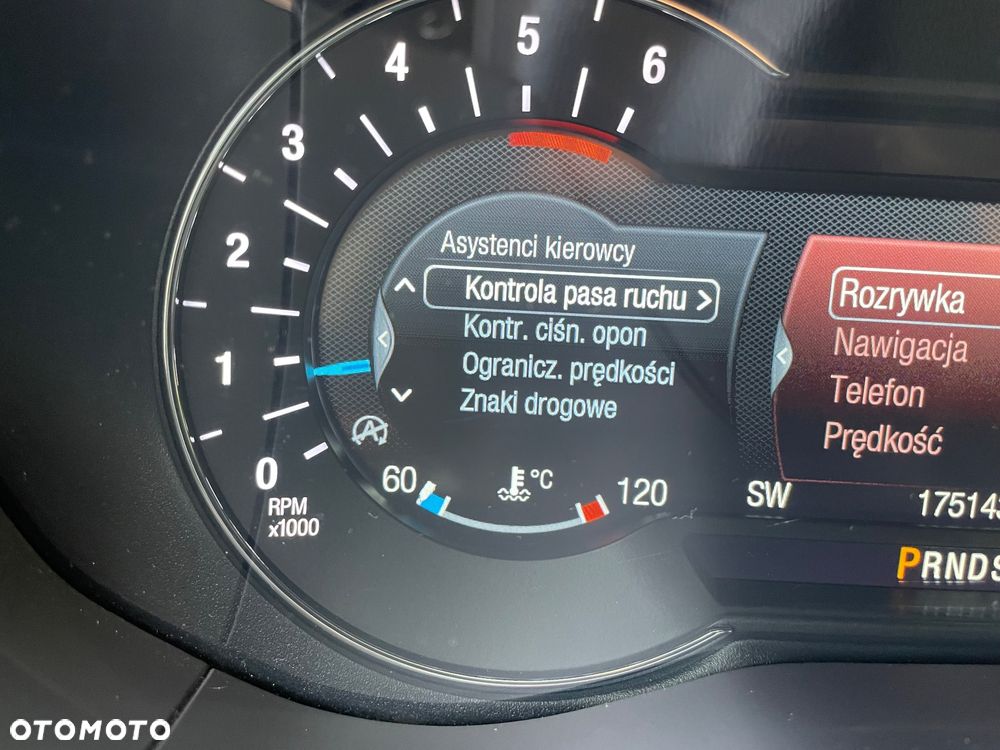 4
5
6
3
2
1
0
RPM
x1000
Asystenci kierowcy
Kontrola pasa ruchu >
Kontr. ciśn. opon
Ogranicz. prędkości
Znaki drogowe
A
60
°C
120
Rozrywka
Nawigacja
Telefon
Prędkość
SW
PRNDS
OTOMOTO